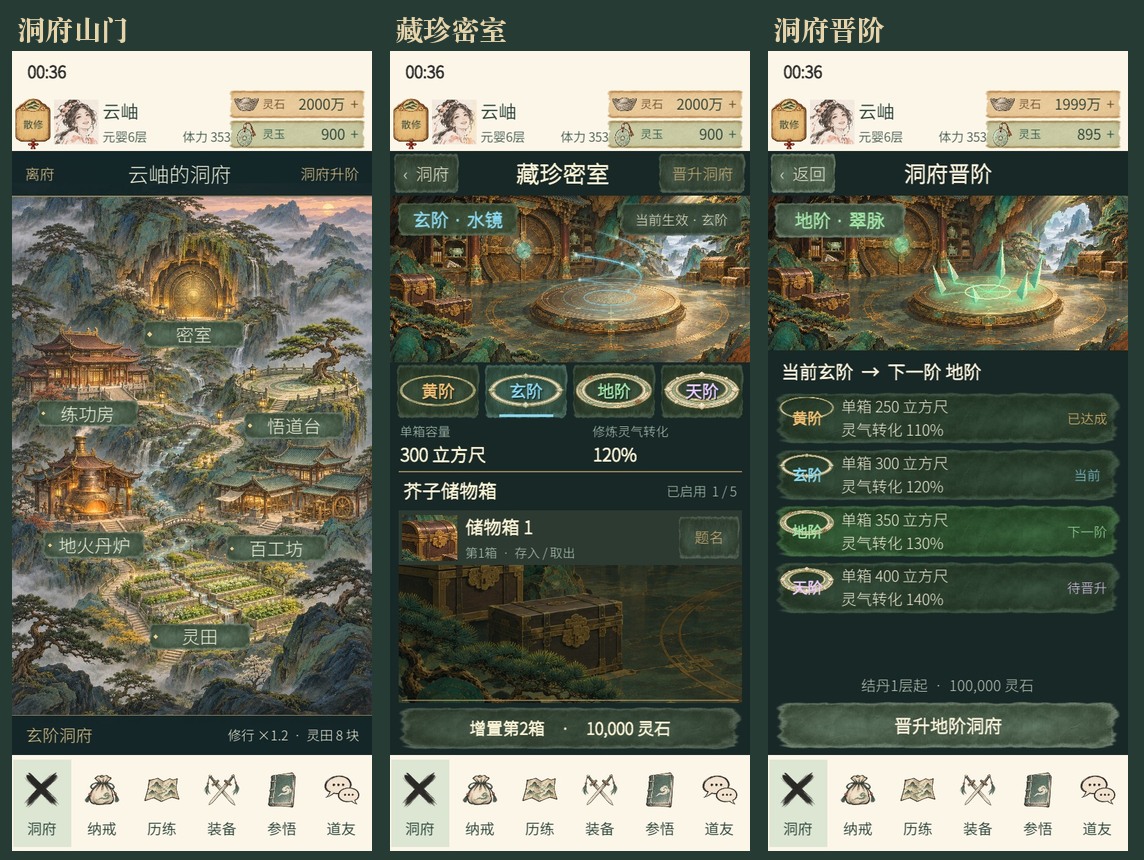 洞府山门
00:36
散修
云岫
元婴6层
体力 353
灵石 2000万 +
灵玉 900 +
离府
云岫的洞府
洞府升阶
密室
练功房
悟道台
地火丹炉
百工坊
灵田
玄阶洞府
修行 ×1.2 · 灵田 8 块
洞府 纳戒 历练 装备 参悟 道友
藏珍密室
00:36
散修
云岫
元婴6层
体力 353
灵石 2000万 +
灵玉 900 +
‹ 洞府
藏珍密室
晋升洞府
玄阶 · 水镜
当前生效 · 玄阶
黄阶 玄阶 地阶 天阶
单箱容量 修炼灵气转化
300 立方尺 120%
芥子储物箱 已启用 1 / 5
储物箱 1
第1箱 · 存入 / 取出
题名
增置第2箱 · 10,000 灵石
洞府 纳戒 历练 装备 参悟 道友
洞府晋阶
00:36
散修
云岫
元婴6层
体力 353
灵石 1999万 +
灵玉 895 +
‹ 返回
洞府晋阶
地阶 · 翠脉
当前玄阶 → 下一阶 地阶
黄阶
单箱 250 立方尺
灵气转化 110%
已达成
玄阶
单箱 300 立方尺
灵气转化 120%
当前
地阶
单箱 350 立方尺
灵气转化 130%
下一阶
天阶
单箱 400 立方尺
灵气转化 140%
待晋升
结丹1层起 · 100,000 灵石
晋升地阶洞府
洞府 纳戒 历练 装备 参悟 道友